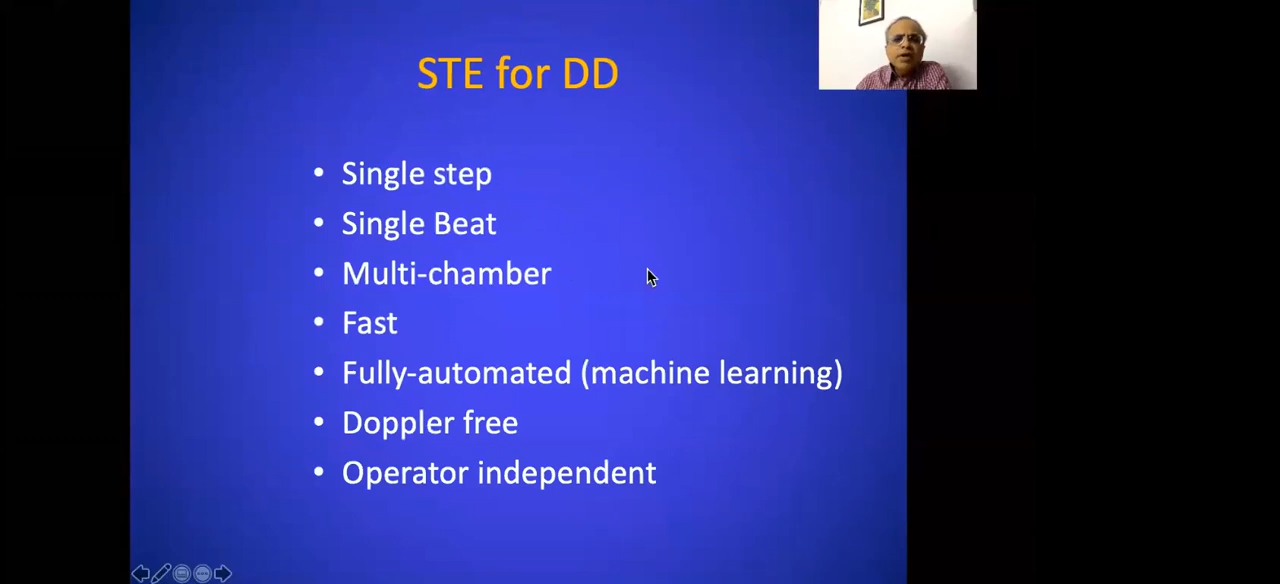 STE for DD
• Single step
• Single Beat
• Multi-chamber
• Fast
• Fully-automated (machine learning)
• Doppler free
• Operator independent